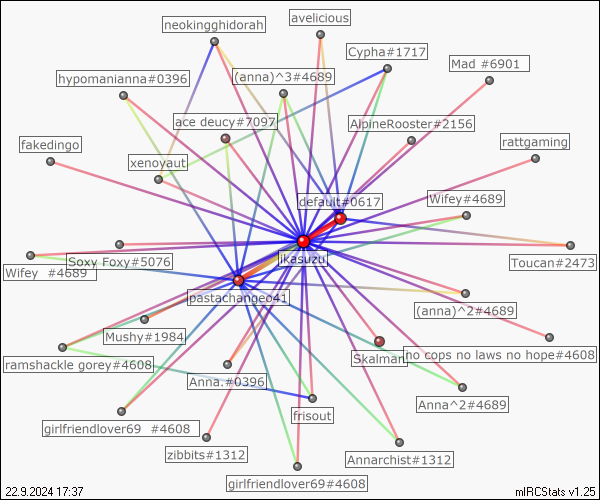 avelicious
neokingghidorah
Cypha#1717
Mad #6901
hypomanianna#0396
(anna)^3#4689
ace deucy#7097
AlpineRooster#2156
fakedingo
rattgaming
xenoyaut
default#0617
Wifey#4689
ikasuzu
Soxy Foxy#5076
Toucan#2473
Wifey #4689
pastachangeo41
(anna)^2#4689
Mushy#1984
Skalman
no cops no laws no hope#4608
ramshackle gorey#4608
Anna.#0396
Anna^2#4689
frisout
girlfriendlover69 #4608
zibbits#1312
Annarchist#1312
girlfriendlover69#4608
22.9.2024 17:37
mIRCStats v1.25